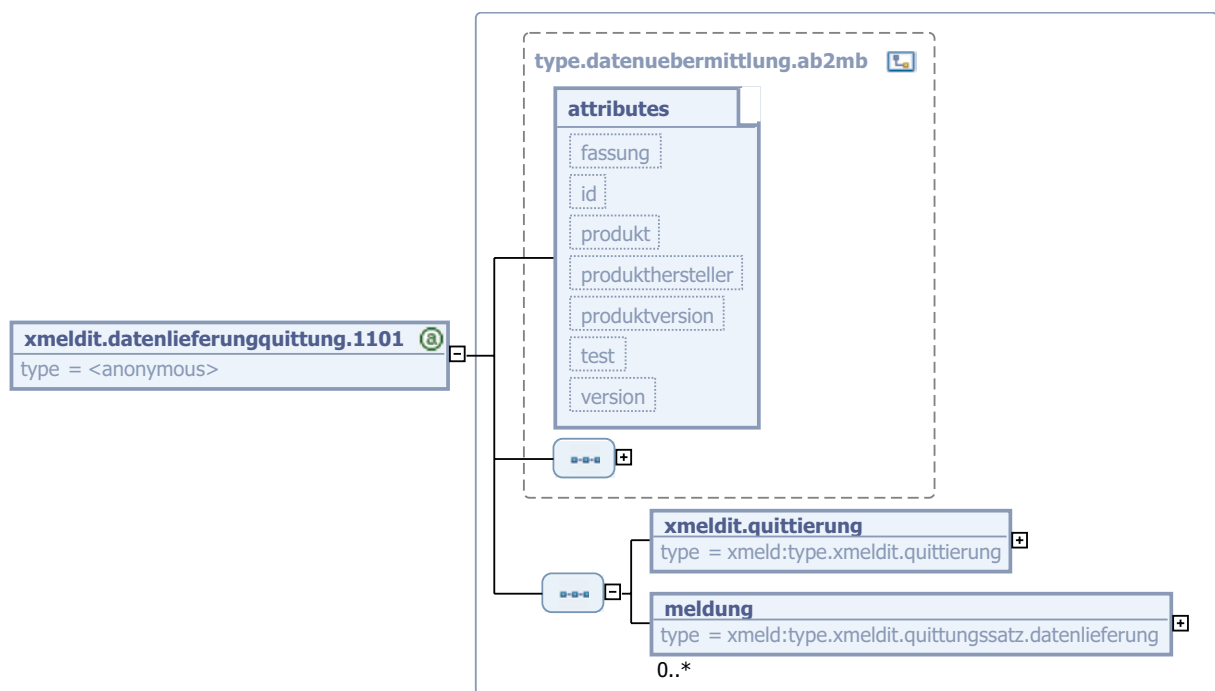 type.datenuebermittlung.ab2mb
attributes
fassung
id
produkt
produkthersteller
produktversion
test
version
xmeldit.datenlieferungquittung.1101 a
type = <anonymous>
xmeldit.quittierung
type = xmeld:type.xmeldit.quittierung
meldung
type = xmeld:type.xmeldit.quittungssatz.datenlieferung
0..*